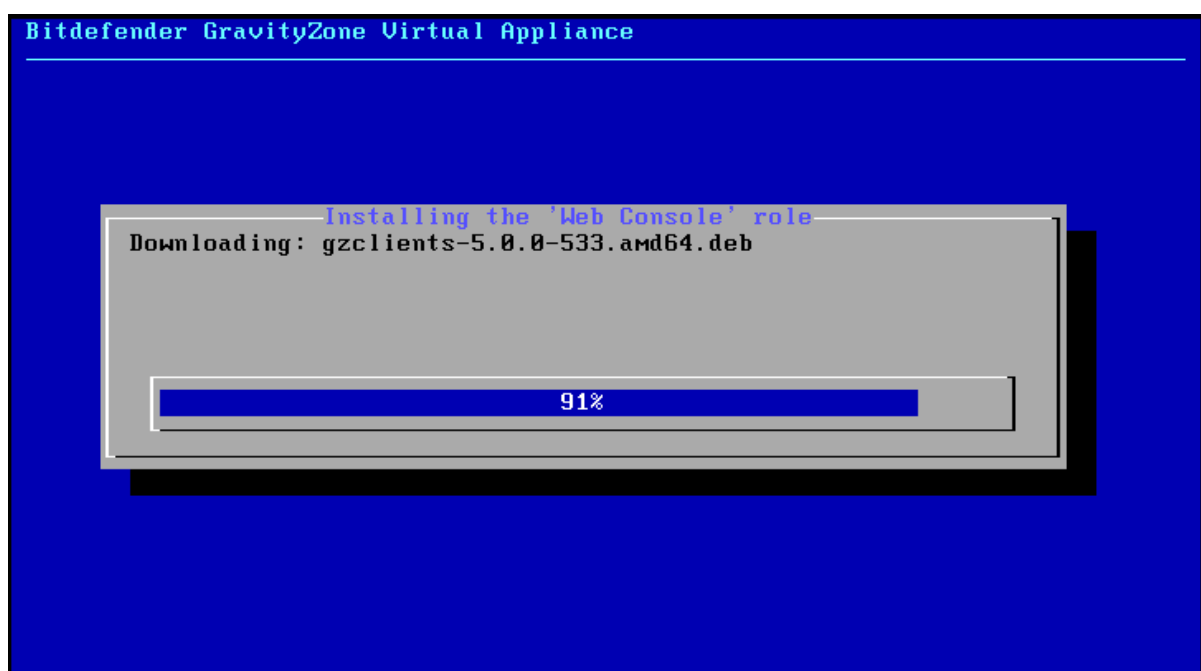 Bitdefender GravityZone Virtual Appliance
Installing the 'Web Console' role
Downloading: gzclients-5.0.0-533.amd64.deb
91%